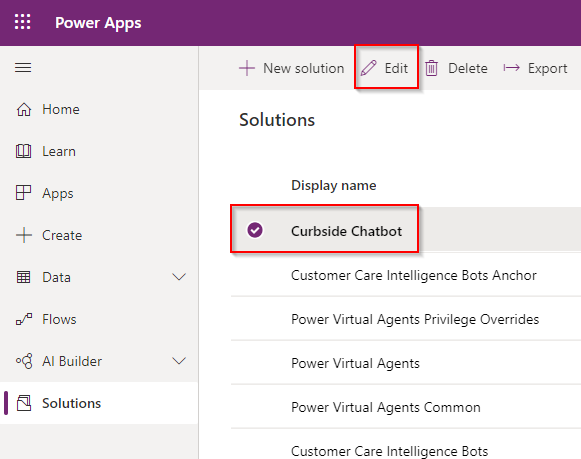 Power Apps
New solution Edit Delete Export
Home
Learn
Apps
Create
Data
Flows
AI Builder
Solutions
Solutions
Display name
Curbside Chatbot
Customer Care Intelligence Bots Anchor
Power Virtual Agents Privilege Overrides
Power Virtual Agents
Power Virtual Agents Common
Customer Care Intelligence Bots